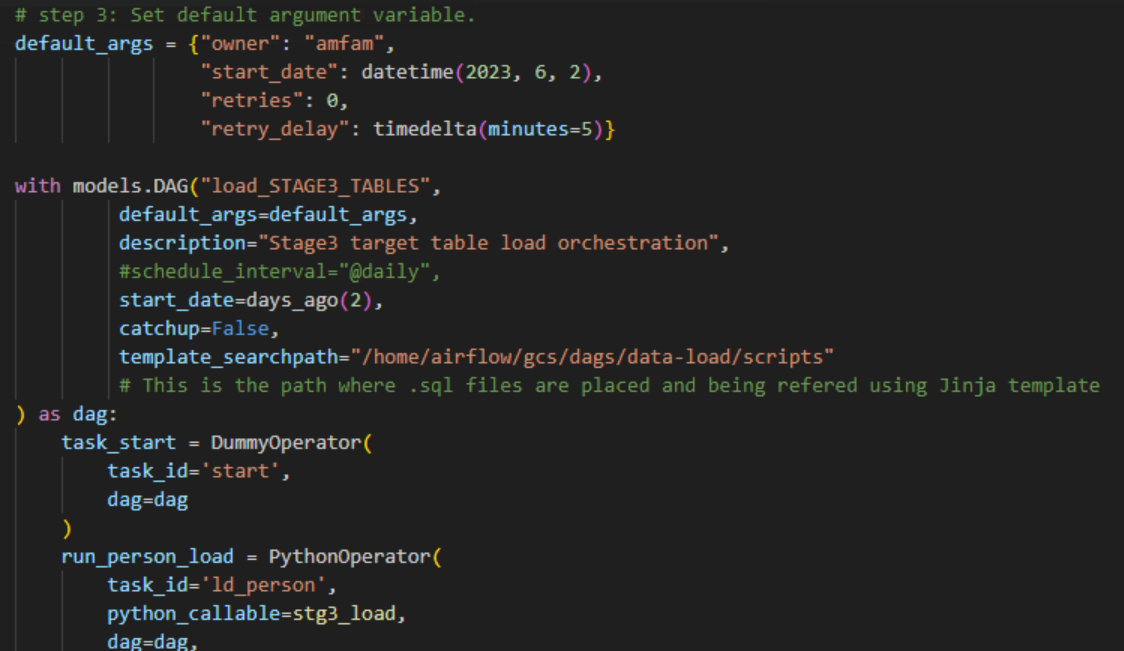 # step 3: Set default argument variable.
default_args = {"owner": "amfam",
"start_date": datetime(2023, 6, 2),
"retries": 0,
"retry_delay": timedelta(minutes=5)}
with models.DAG("load_STAGE3_TABLES",
default_args=default_args,
description="Stage3 target table load orchestration",
#schedule_interval="@daily",
start_date=days_ago(2),
catchup=False,
template_searchpath="/home/airflow/gcs/dags/data-load/scripts"
# This is the path where .sql files are placed and being refered using Jinja template
) as dag:
task_start = DummyOperator(
task_id='start',
dag=dag
)
run_person_load = PythonOperator(
task_id='ld_person',
python_callable=stg3_load,
dag=dag,